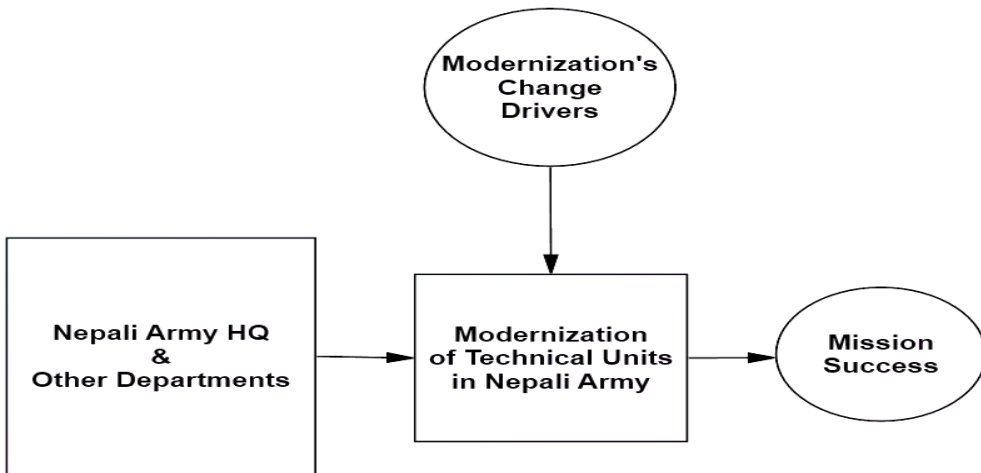 Modernization's
Change
Drivers
Nepali Army HQ
&
Other Departments
Modernization
of Technical Units
in Nepali Army
Mission
Success